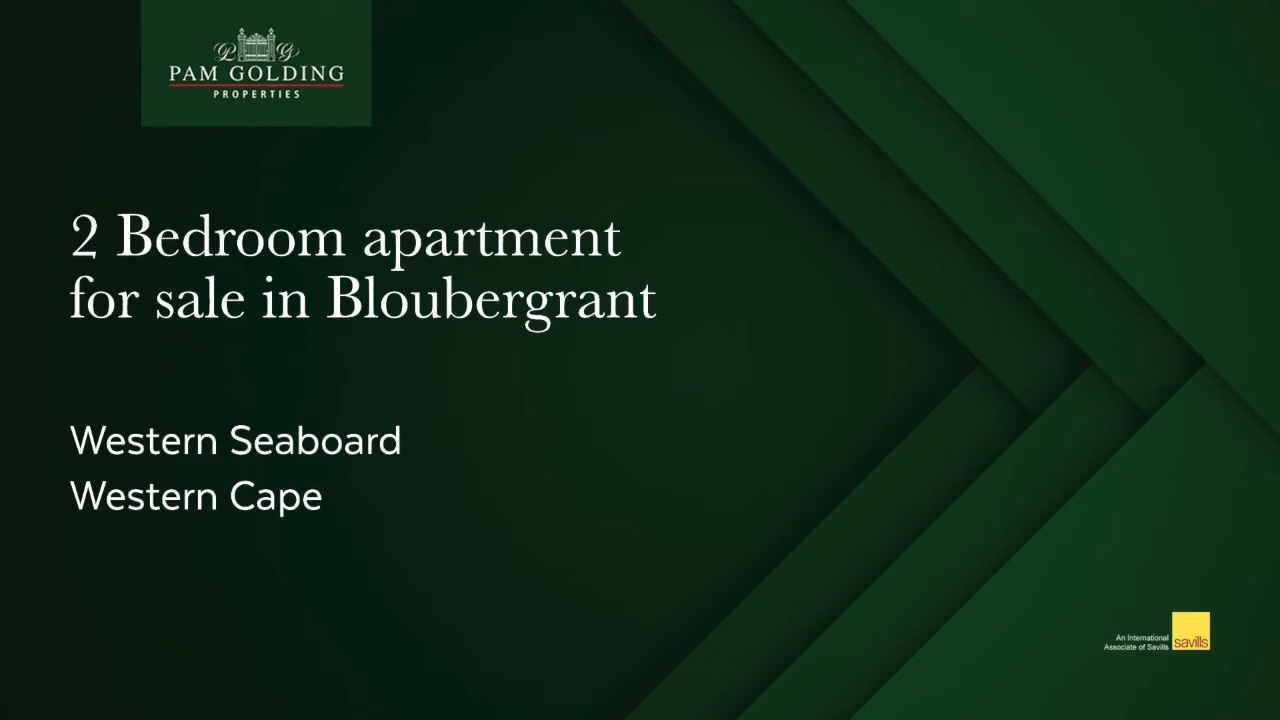 P G
PAM GOLDING
PROPERTIES
2 Bedroom apartment
for sale in Bloubergrant
Western Seaboard
Western Cape
An International
Associate of Savills
savills